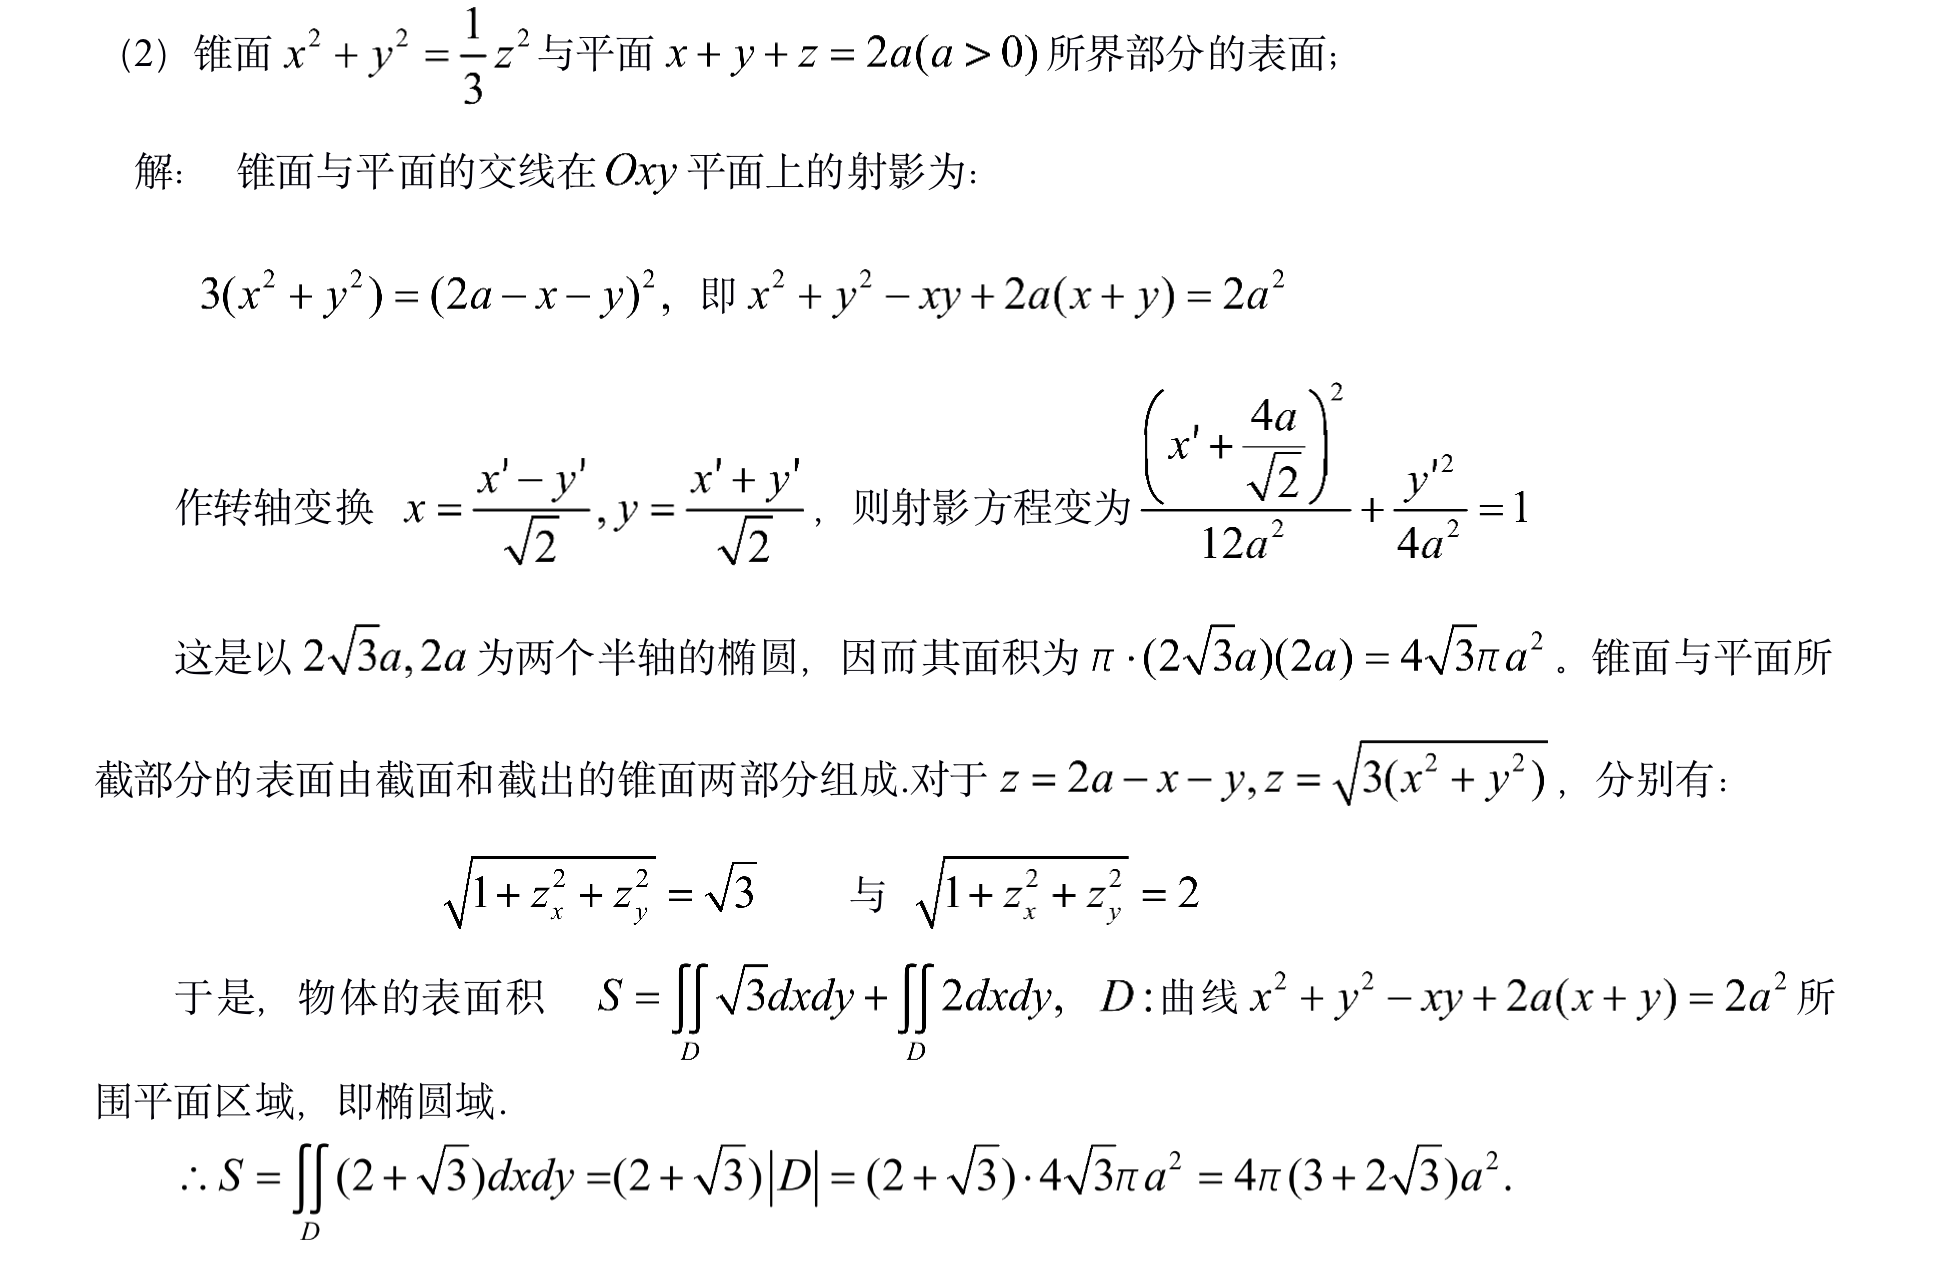 (2) 锥面 $x^2+y^2=\frac{1}{3}z^2$ 与平面 $x+y+z=2a(a>0)$ 所界部分的表面;
解: 锥面与平面的交线在 $Oxy$ 平面上的射影为:
$3(x^2+y^2)=(2a-x-y)^2$, 即 $x^2+y^2-xy+2a(x+y)=2a^2$
作转轴变换 $x=\frac{x'-y'}{\sqrt{2}},y=\frac{x'+y'}{\sqrt{2}}$, 则射影方程变为 $\frac{\left(x'+\frac{4a}{\sqrt{2}}\right)^2}{12a^2}+\frac{y'^2}{4a^2}=1$
这是以 $2\sqrt{3}a,2a$ 为两个半轴的椭圆, 因而其面积为 $\pi\cdot(2\sqrt{3}a)(2a)=4\sqrt{3}\pi a^2$。锥面与平面所
截部分的表面由截面和截出的锥面两部分组成.对于 $z=2a-x-y,z=\sqrt{3(x^2+y^2)}$, 分别有:
$\sqrt{1+z_x^2+z_y^2}=\sqrt{3}$ 与 $\sqrt{1+z_x^2+z_y^2}=2$
于是, 物体的表面积 $S=\iint\limits_D\sqrt{3}dxdy+\iint\limits_D 2dxdy$, $D$:曲线 $x^2+y^2-xy+2a(x+y)=2a^2$ 所
围平面区域, 即椭圆域.
$\therefore S=\iint\limits_D(2+\sqrt{3})dxdy=(2+\sqrt{3})|D|=(2+\sqrt{3})\cdot4\sqrt{3}\pi a^2=4\pi(3+2\sqrt{3})a^2.$